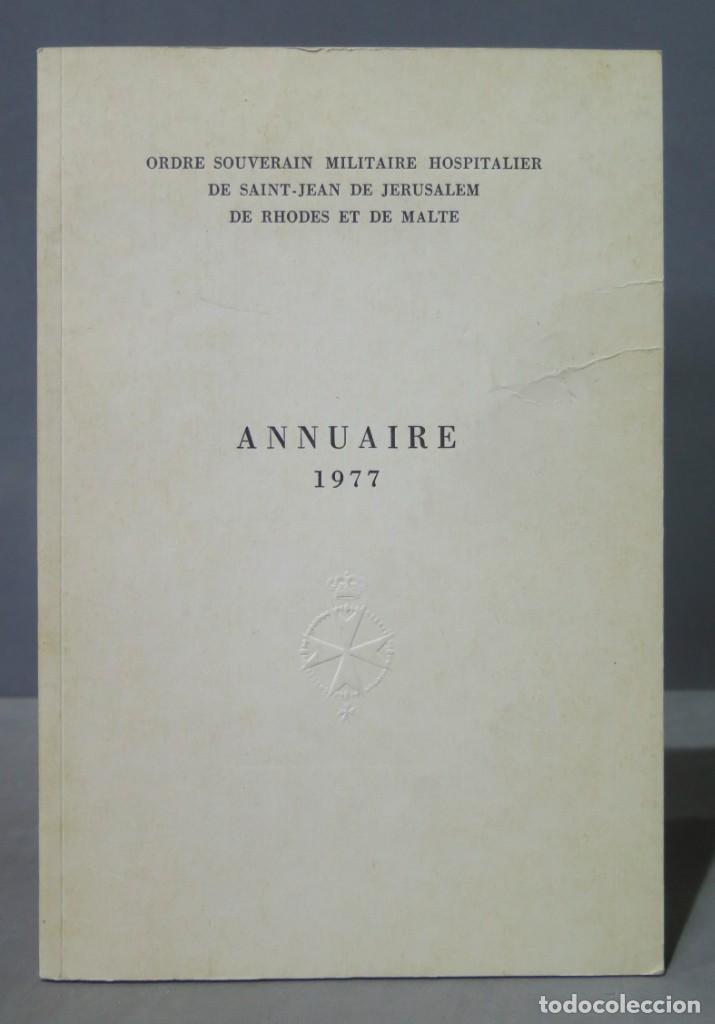 ORDRE SOUVERAIN MILITAIRE HOSPITALIER
DE SAINT-JEAN DE JERUSALEM
DE RHODES ET DE MALTE
ANNUAIRE
1977
todocoleccion